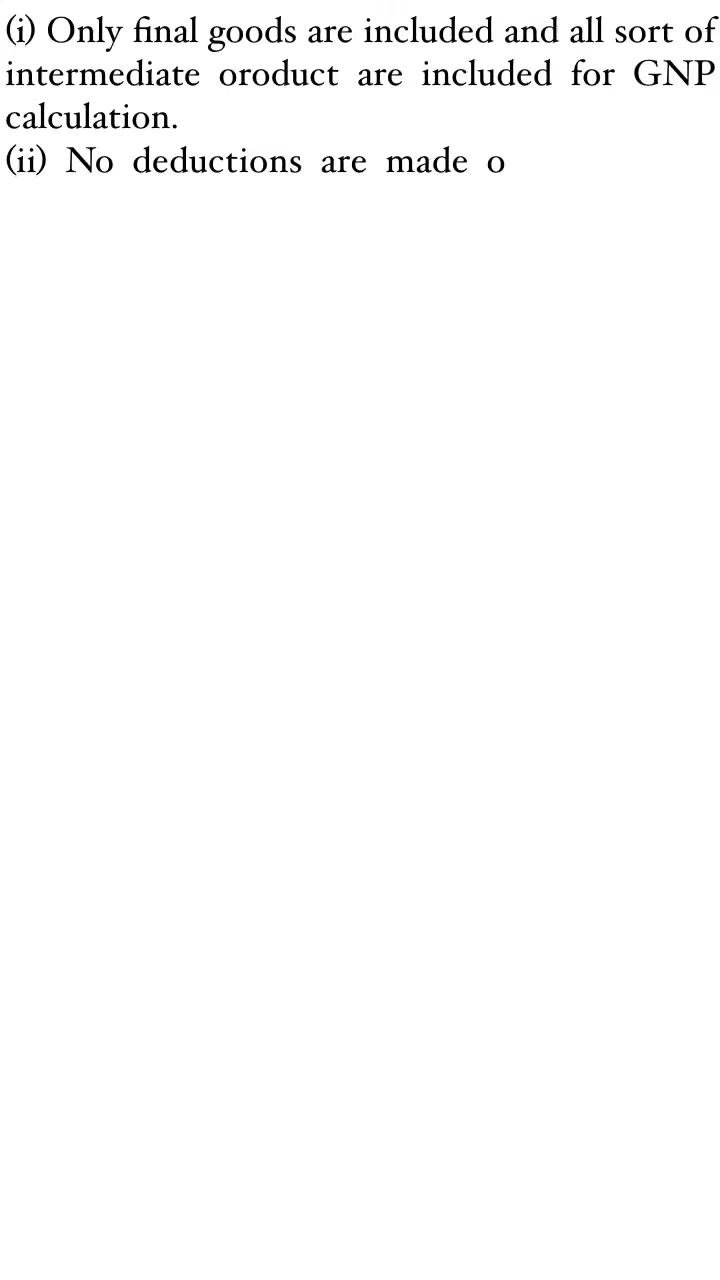 (i) Only final goods are included and all sort of
intermediate oroduct are included for GNP
calculation.
(ii) No deductions are made o